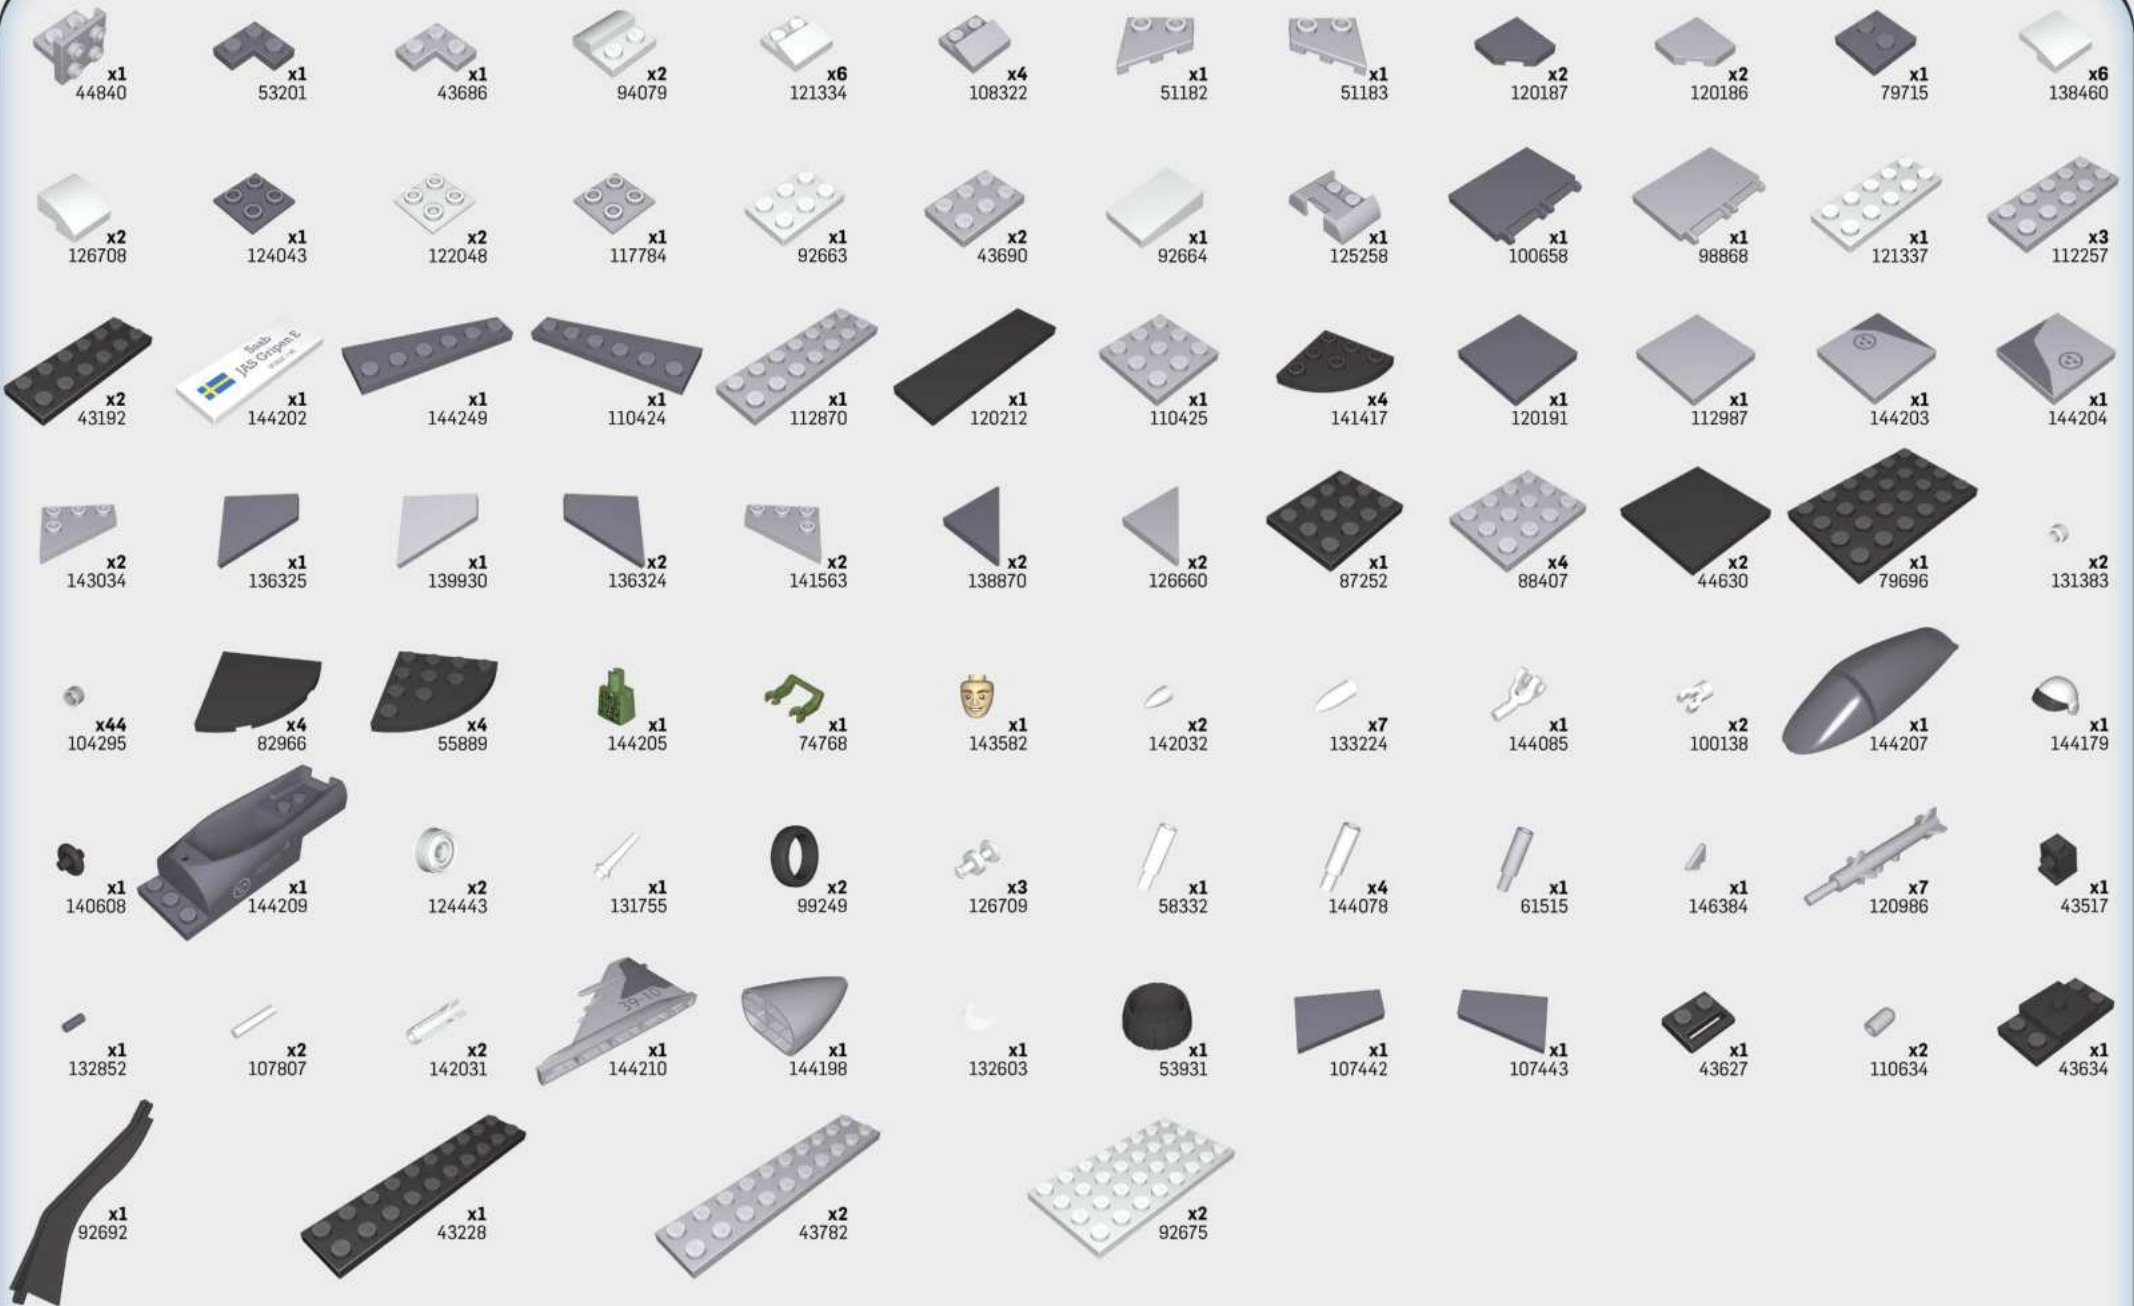 x1 x1 x1 x2 x6 x4 x1 x1 x2 x2 x1 x6
44840 53201 43686 94079 121334 108322 51182 51183 120187 120186 79715 138460
x2 x1 x2 x1 x1 x2 x1 x1 x1 x1 x1 x3
126708 124043 122048 117784 92663 43690 92664 125258 100658 98868 121337 112257
Saab
JAS Gripen E
x2 x1 x1 x1 x1 x1 x1 x4 x1 x1 x1 x1
43192 144202 144249 110424 112870 120212 110425 141417 120191 112987 144203 144204
x2 x1 x1 x2 x2 x2 x2 x1 x4 x2 x1 x2
143034 136325 139930 136324 141563 138870 126660 87252 88407 44630 79696 131383
x44 x4 x4 x1 x1 x1 x2 x7 x1 x2 x1 x1
104295 82966 55889 144205 74768 143582 142032 133224 144085 100138 144207 144179
x1 x1 x2 x1 x2 x3 x1 x4 x1 x1 x7 x1
140608 144209 124443 131755 99249 126709 58332 144078 61515 146384 120986 43517
39-10
x1 x2 x2 x1 x1 x1 x1 x1 x1 x1 x2 x1
132852 107807 142031 144210 144198 132603 53931 107442 107443 43627 110634 43634
x1 x1 x2 x2
92692 43228 43782 92675